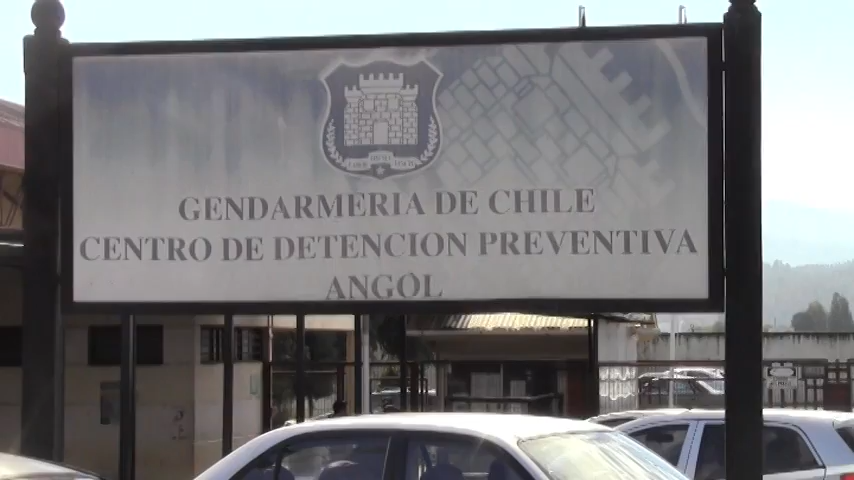 GENDARMERIA DE CHILE
CENTRO DE DETENCION PREVENTIVA
ANGOL